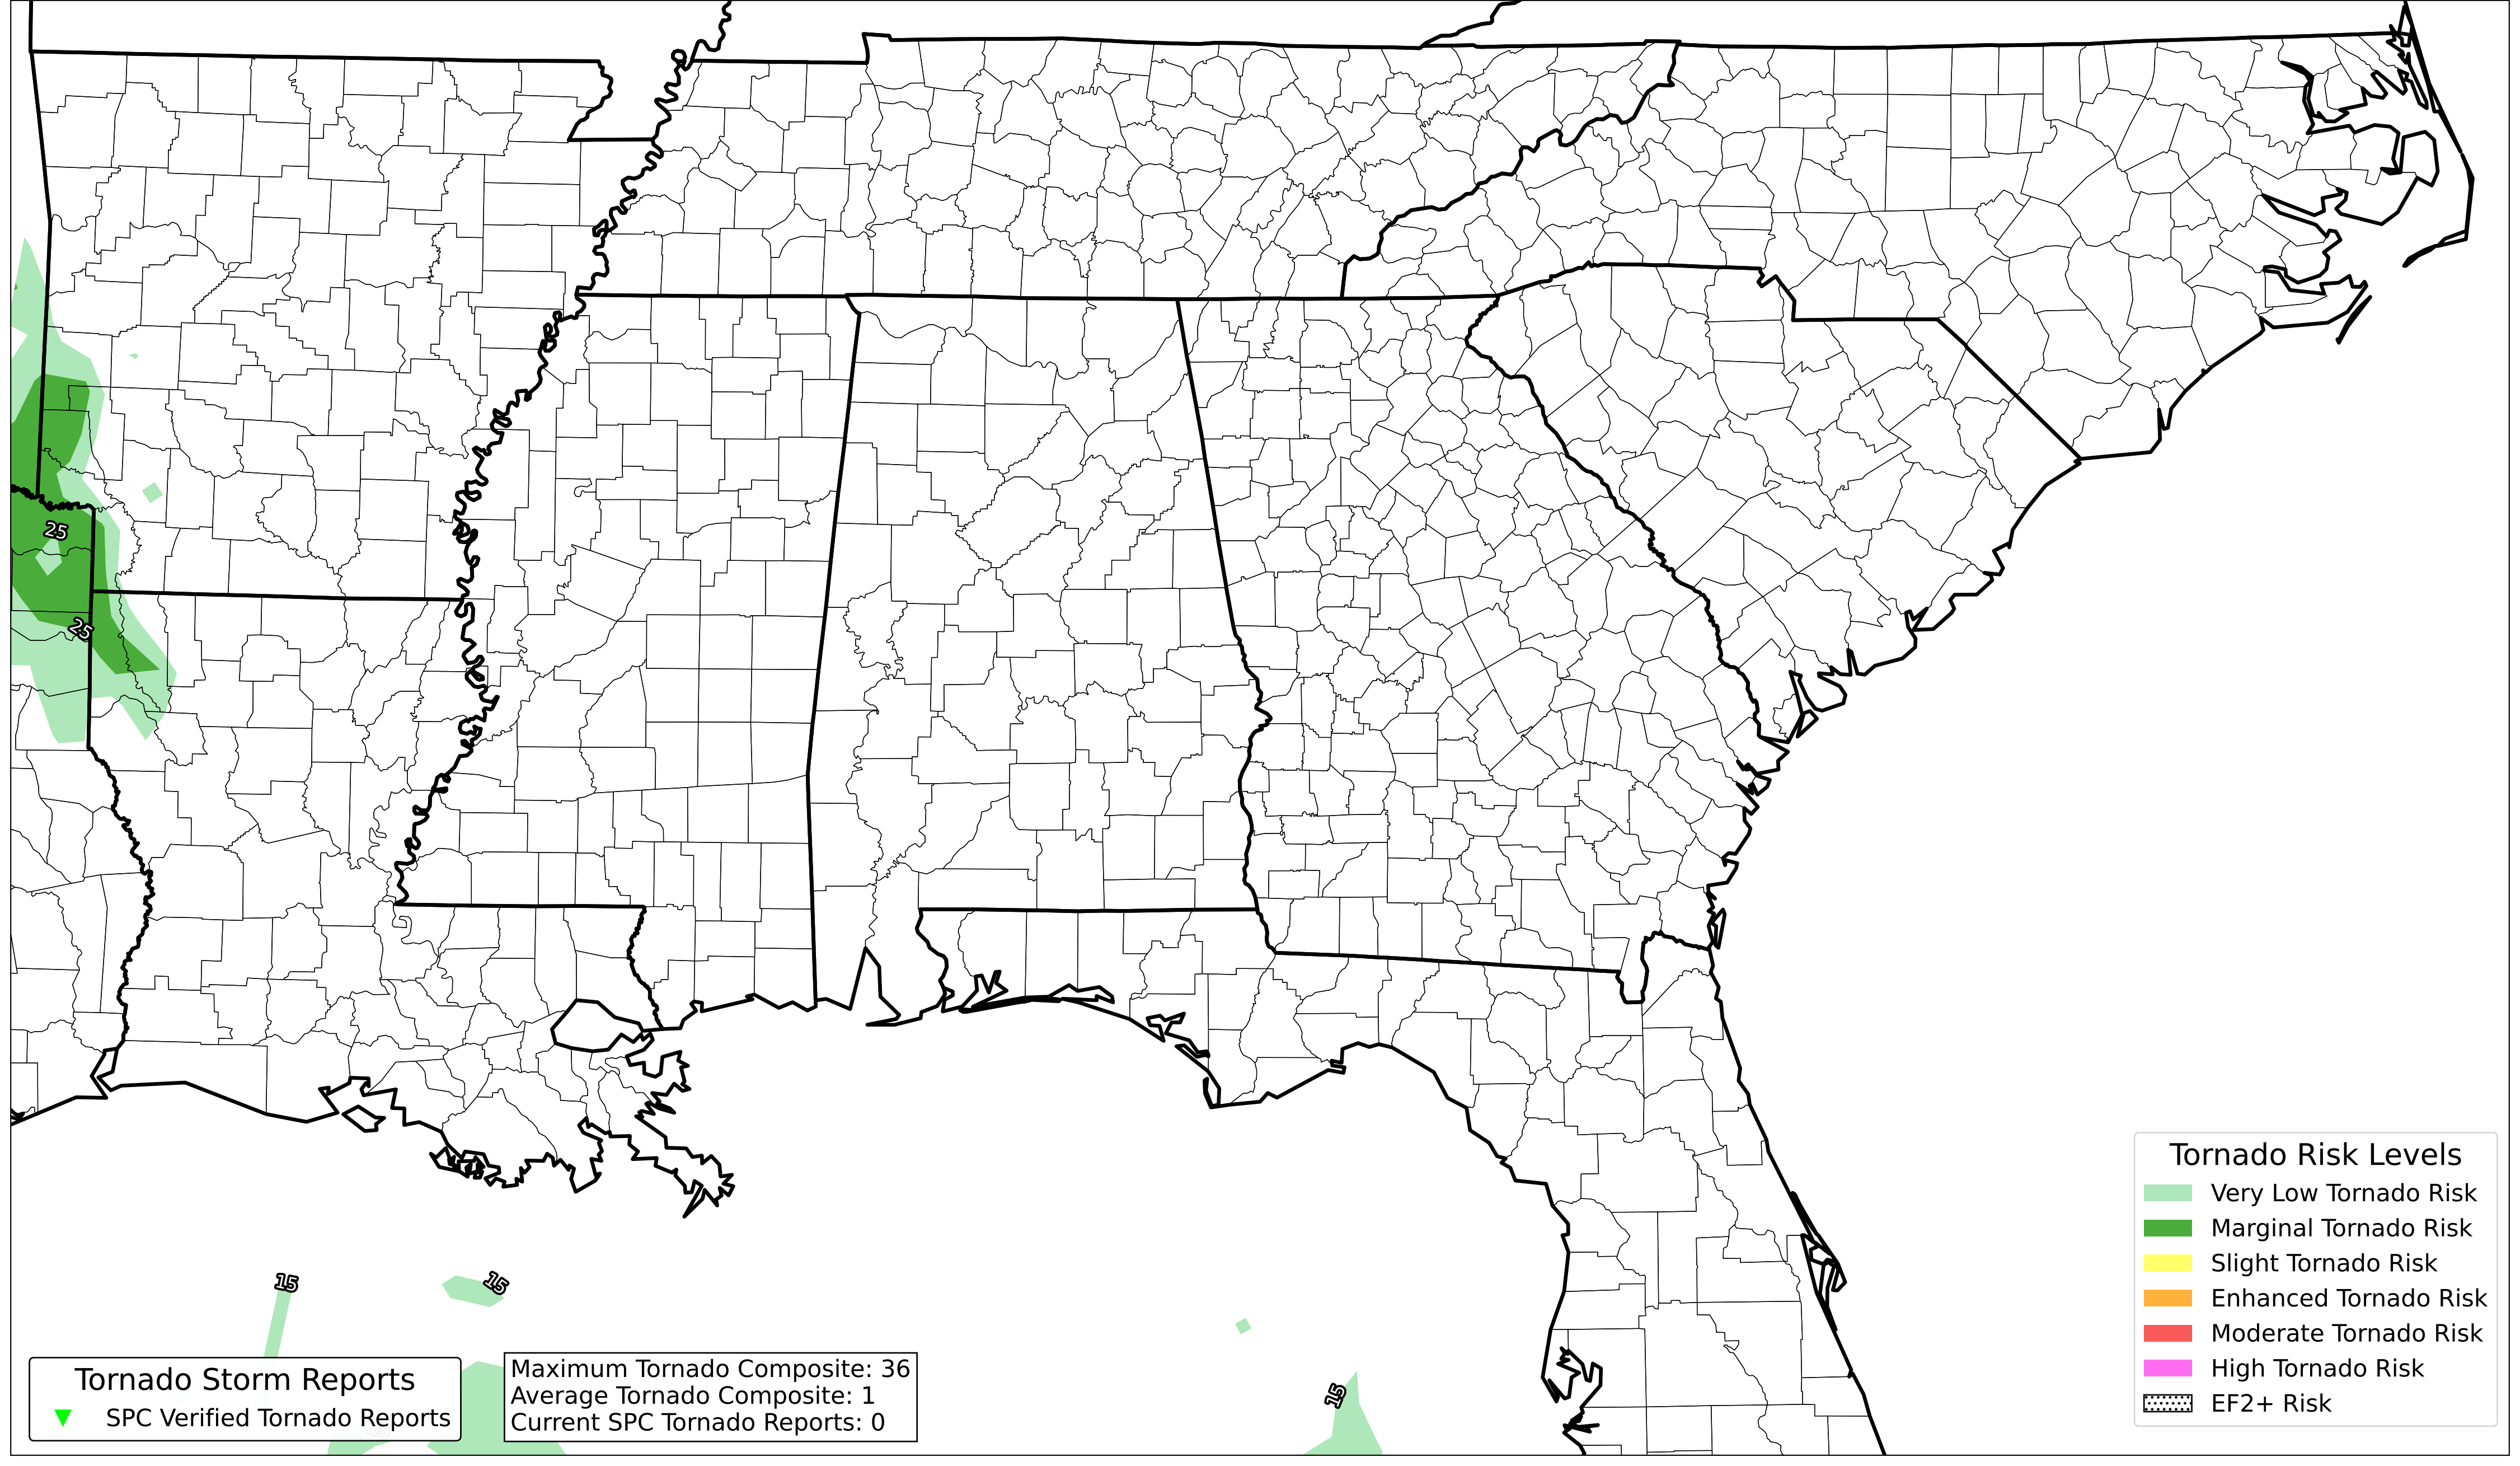 25
25
15
15
15
Tornado Storm Reports
SPC Verified Tornado Reports
Maximum Tornado Composite: 36
Average Tornado Composite: 1
Current SPC Tornado Reports: 0
Tornado Risk Levels
Very Low Tornado Risk
Marginal Tornado Risk
Slight Tornado Risk
Enhanced Tornado Risk
Moderate Tornado Risk
High Tornado Risk
EF2+ Risk